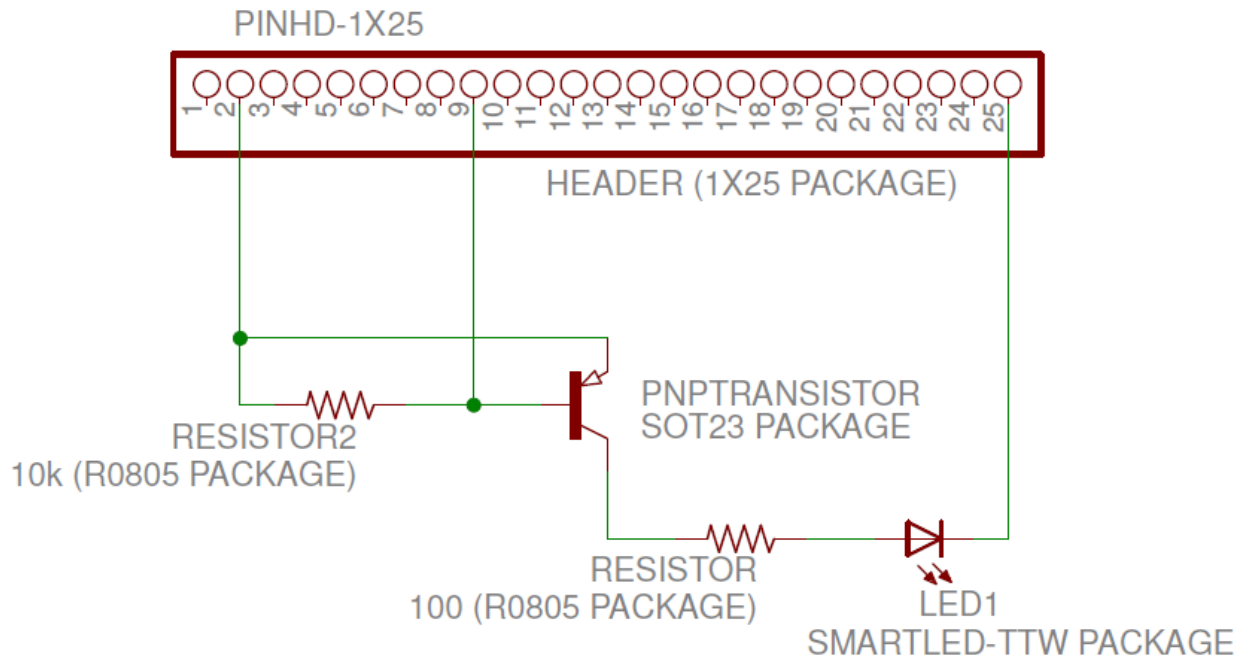 PINHD-1X25
1 2 3 4 5 6 7 8 9 10 11 12 13 14 15 16 17 18 19 20 21 22 23 24 25
HEADER (1X25 PACKAGE)
PNPTRANSISTOR
SOT23 PACKAGE
RESISTOR2
10k (R0805 PACKAGE)
RESISTOR
100 (R0805 PACKAGE)
LED1
SMARTLED-TTW PACKAGE